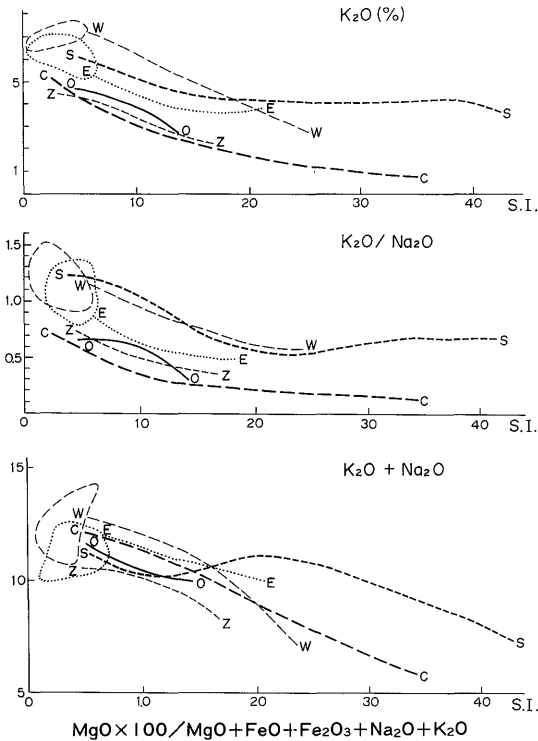 K₂O (%)
W
S
C
E
5
O
Z
E
W
Z
O
S
1
C
0 10 20 30 40 S.I.
K₂O / Na₂O
1.5
S
W
1.0
E
Z
C
W
S
O
E
0.5
Z
O
C
0 10 20 30 40 S.I.
K₂O + Na₂O
15
W
C E
O
S
10
Z
O
E
Z
W
S
C
5
0 10 20 30 40 S.I.
MgO × 100 / MgO + FeO + Fe₂O₃ + Na₂O + K₂O